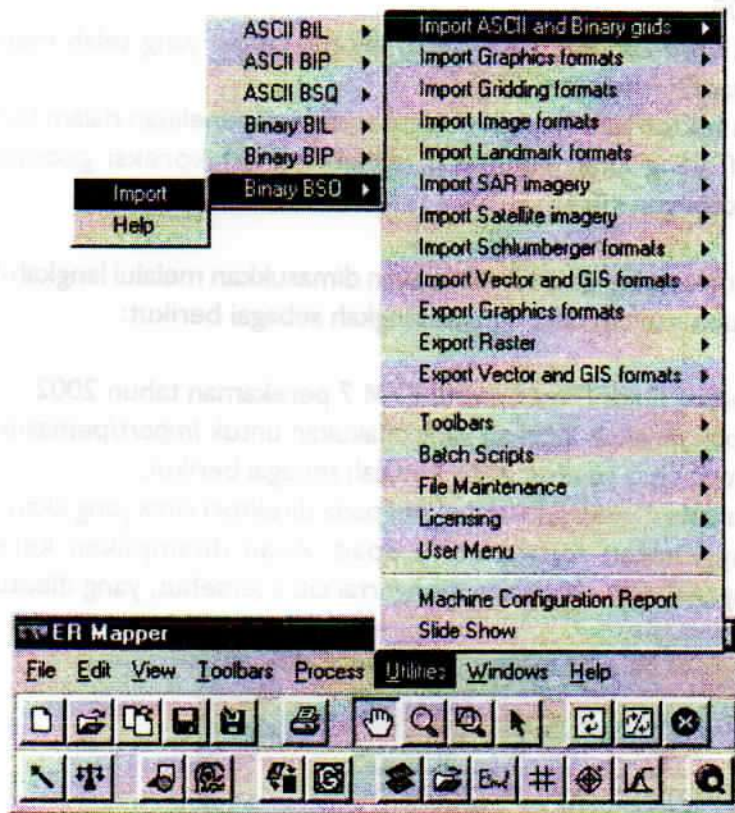 Import ASCII and Binary grids
Import Graphics formats
Import Gridding formats
Import Image formats
Import Landmark formats
Import SAR imagery
Import Satellite imagery
Import Schlumberger formats
Import Vector and GIS formats
Export Graphics formats
Export Raster
Export Vector and GIS formats
Toolbars
Batch Scripts
File Maintenance
Licensing
User Menu
Machine Configuration Report
Slide Show
ASCII BIL
ASCII BIP
ASCII BSQ
Binary BIL
Binary BIP
Binary BSQ
Import
Help
ER Mapper
File Edit View Toolbars Process Utilities Windows Help